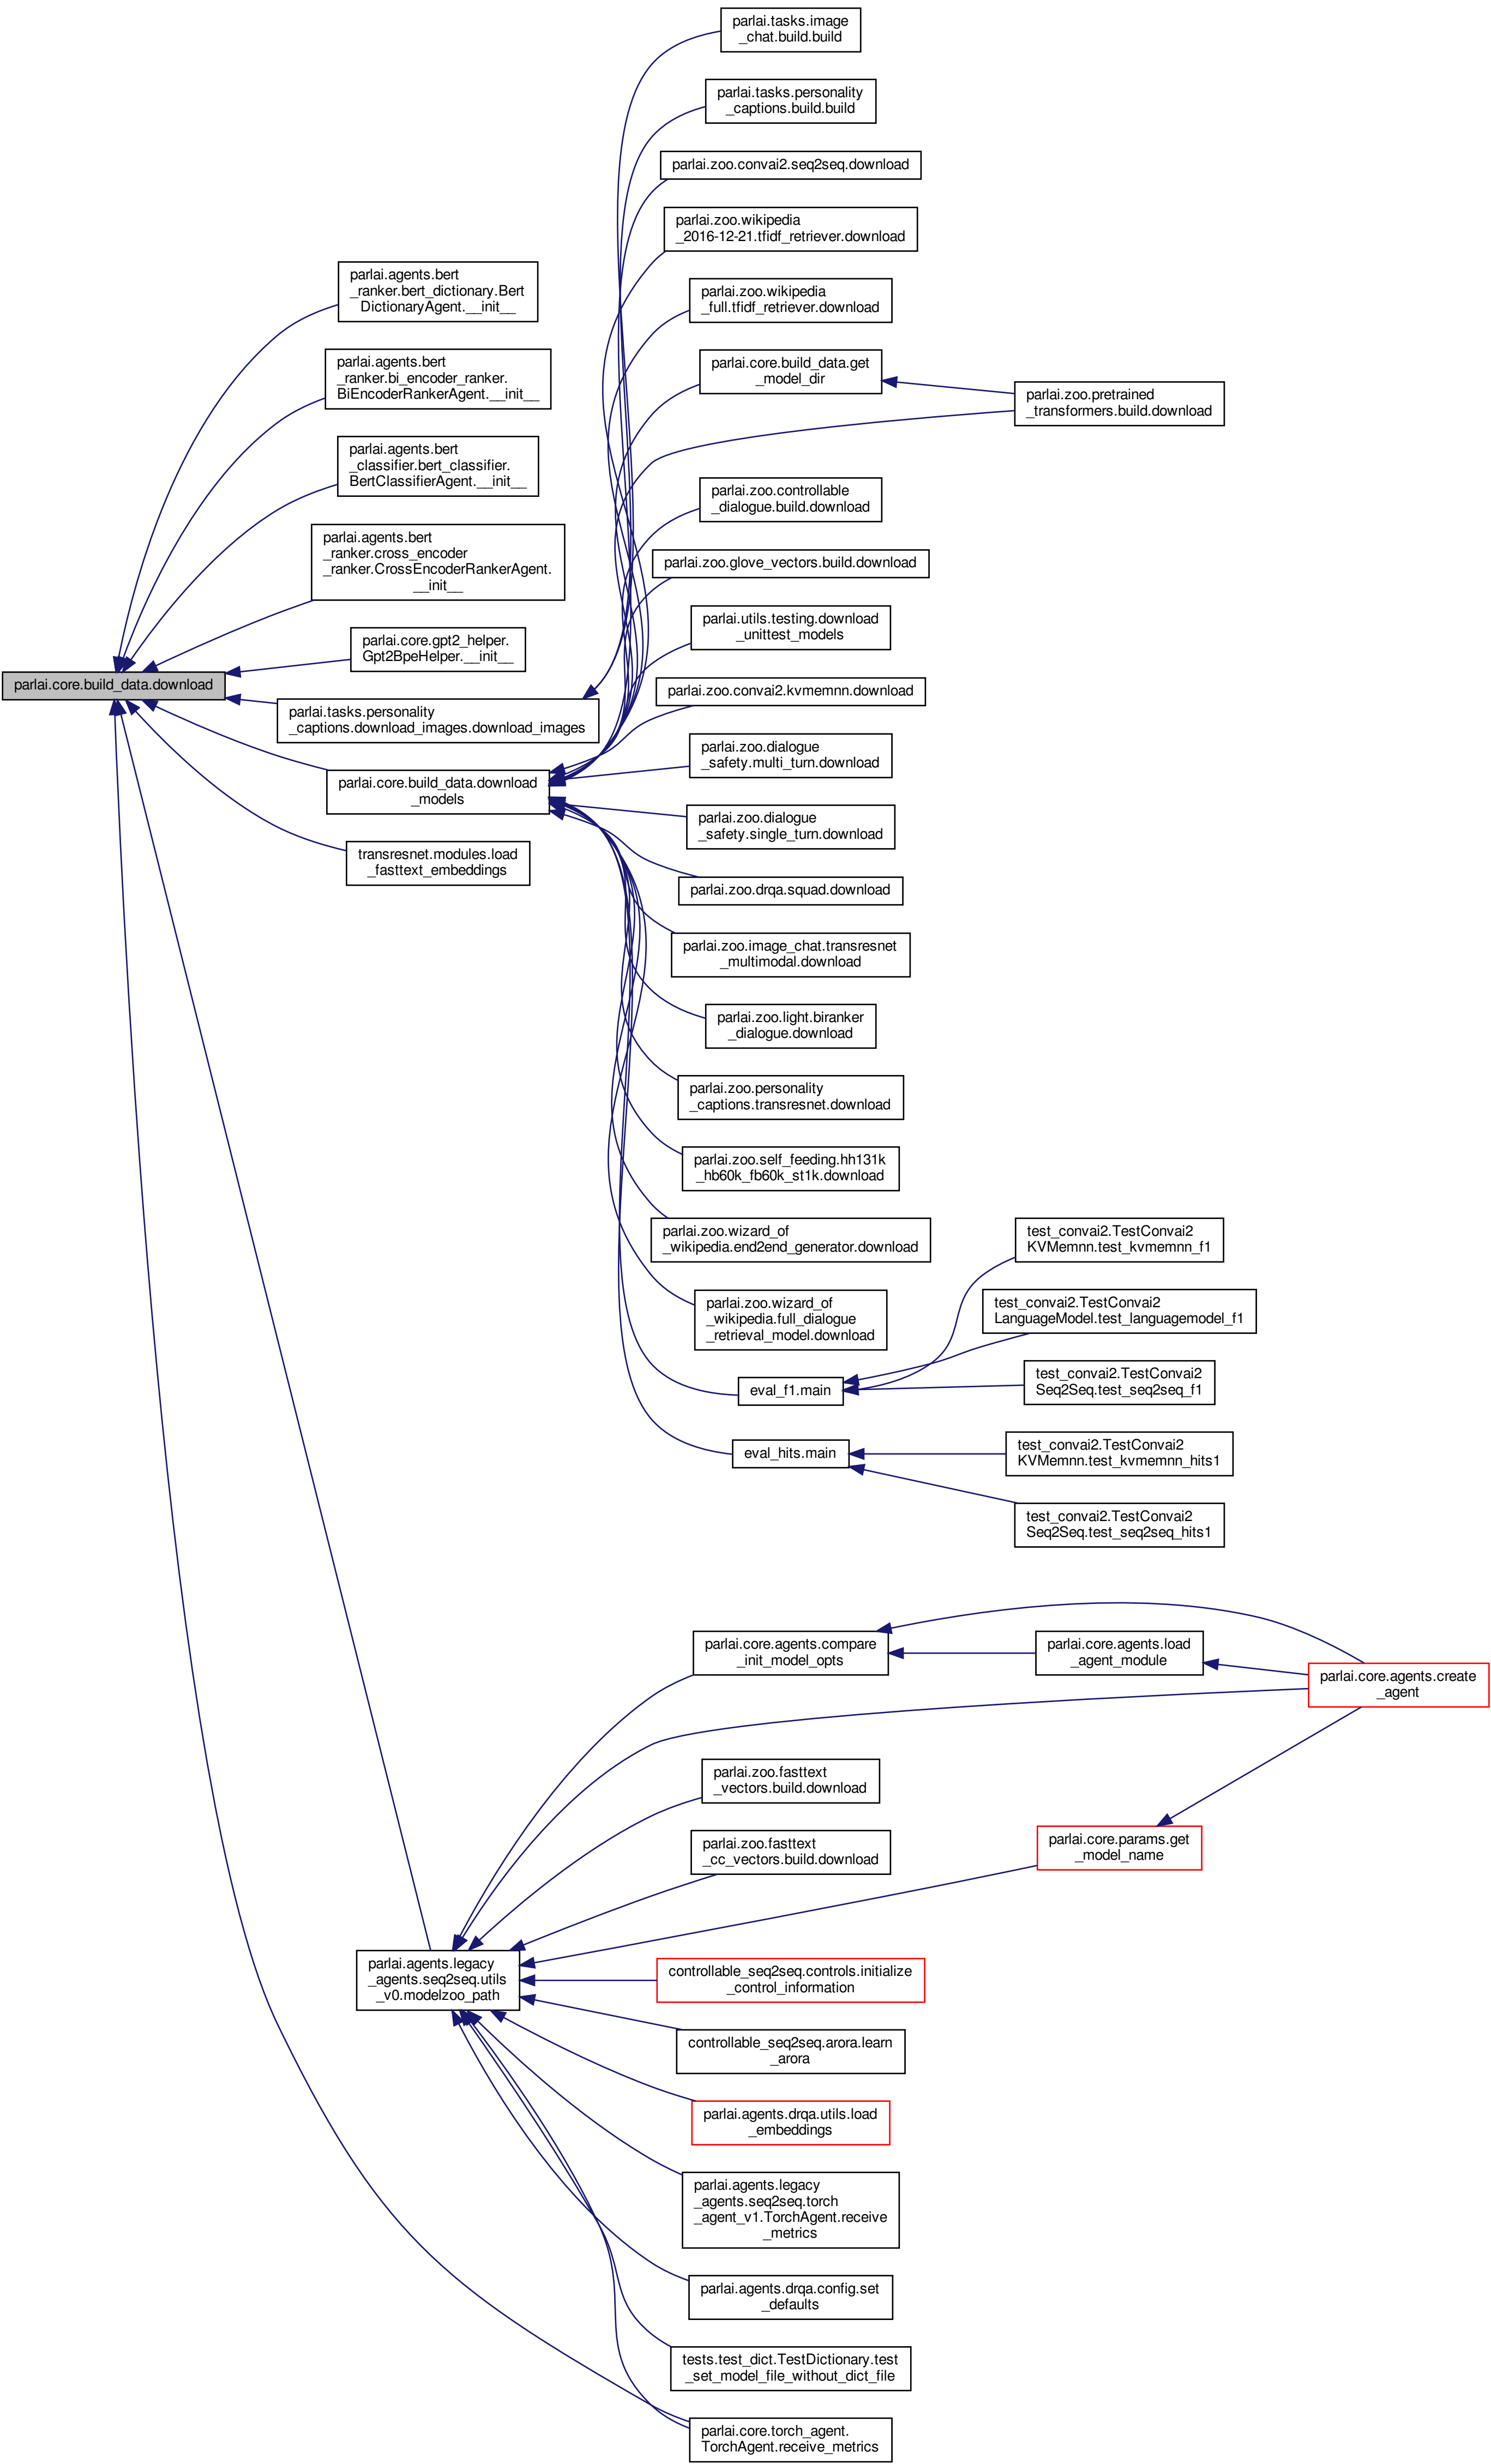 parlai.core.build_data.download
parlai.agents.bert
_ranker.bert_dictionary.Bert
DictionaryAgent.__init__
parlai.agents.bert
_ranker.bi_encoder_ranker.
BiEncoderRankerAgent.__init__
parlai.agents.bert
_classifier.bert_classifier.
BertClassifierAgent.__init__
parlai.agents.bert
_ranker.cross_encoder
_ranker.CrossEncoderRankerAgent.
__init__
parlai.core.gpt2_helper.
Gpt2BpeHelper.__init__
parlai.tasks.personality
_captions.download_images.download_images
parlai.core.build_data.download
_models
transresnet.modules.load
_fasttext_embeddings
parlai.agents.legacy
_agents.seq2seq.utils
_v0.modelzoo_path
parlai.tasks.image
_chat.build.build
parlai.tasks.personality
_captions.build.build
parlai.zoo.convai2.seq2seq.download
parlai.zoo.wikipedia
_2016-12-21.tfidf_retriever.download
parlai.zoo.wikipedia
_full.tfidf_retriever.download
parlai.core.build_data.get
_model_dir
parlai.zoo.pretrained
_transformers.build.download
parlai.zoo.controllable
_dialogue.build.download
parlai.zoo.glove_vectors.build.download
parlai.utils.testing.download
_unittest_models
parlai.zoo.convai2.kvmemnn.download
parlai.zoo.dialogue
_safety.multi_turn.download
parlai.zoo.dialogue
_safety.single_turn.download
parlai.zoo.drqa.squad.download
parlai.zoo.image_chat.transresnet
_multimodal.download
parlai.zoo.light.biranker
_dialogue.download
parlai.zoo.personality
_captions.transresnet.download
parlai.zoo.self_feeding.hh131k
_hb60k_fb60k_st1k.download
parlai.zoo.wizard_of
_wikipedia.end2end_generator.download
parlai.zoo.wizard_of
_wikipedia.full_dialogue
_retrieval_model.download
eval_f1.main
eval_hits.main
test_convai2.TestConvai2
KVMemnn.test_kvmemnn_f1
test_convai2.TestConvai2
LanguageModel.test_languagemodel_f1
test_convai2.TestConvai2
Seq2Seq.test_seq2seq_f1
test_convai2.TestConvai2
KVMemnn.test_kvmemnn_hits1
test_convai2.TestConvai2
Seq2Seq.test_seq2seq_hits1
parlai.core.agents.compare
_init_model_opts
parlai.core.agents.load
_agent_module
parlai.core.agents.create
_agent
parlai.zoo.fasttext
_vectors.build.download
parlai.zoo.fasttext
_cc_vectors.build.download
parlai.core.params.get
_model_name
controllable_seq2seq.controls.initialize
_control_information
controllable_seq2seq.arora.learn
_arora
parlai.agents.drqa.utils.load
_embeddings
parlai.agents.legacy
_agents.seq2seq.torch
_agent_v1.TorchAgent.receive
_metrics
parlai.agents.drqa.config.set
_defaults
tests.test_dict.TestDictionary.test
_set_model_file_without_dict_file
parlai.core.torch_agent.
TorchAgent.receive_metrics